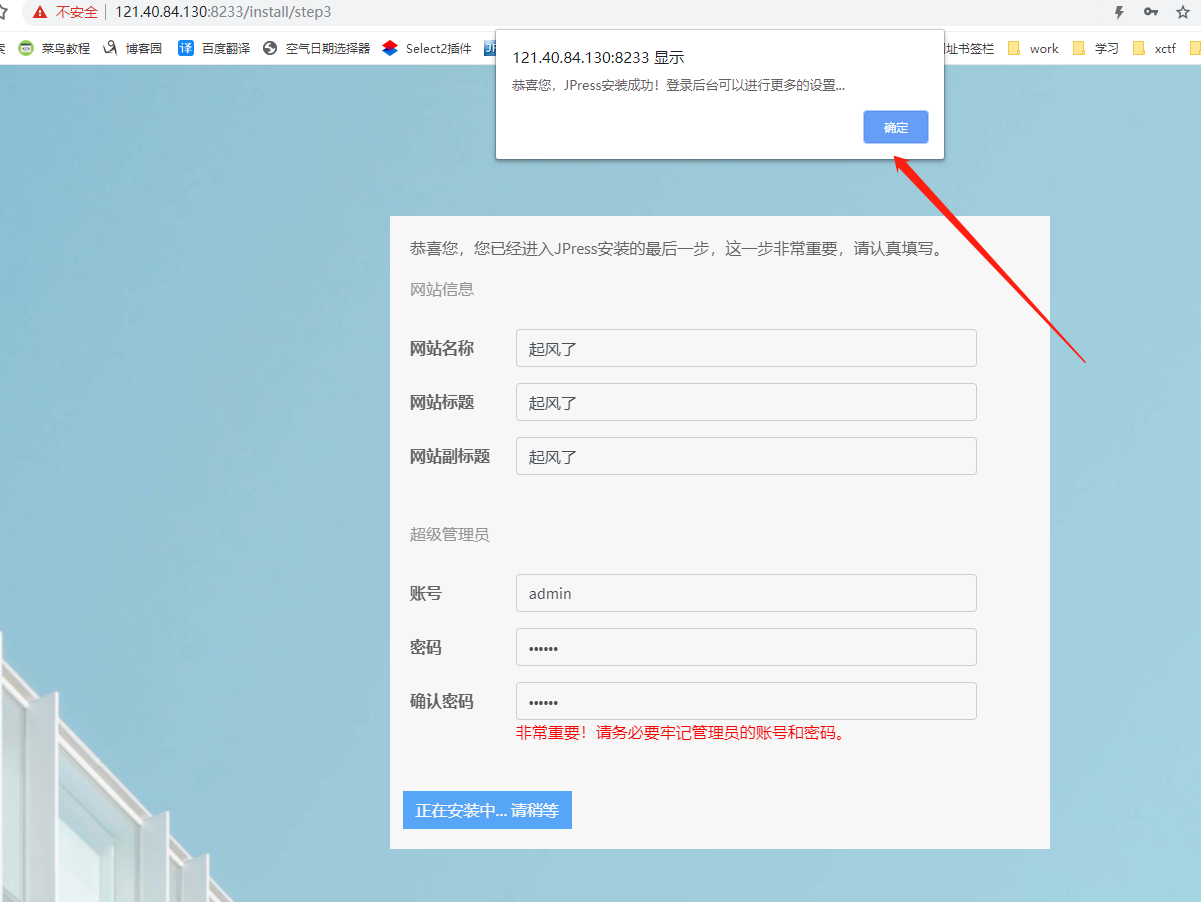 不安全 121.40.84.130:8233/install/step3
菜鸟教程 博客园 译 百度翻译 空气日期选择器 Select2插件 址书签栏 work 学习 xctf
121.40.84.130:8233 显示
恭喜您，JPress安装成功！登录后台可以进行更多的设置...
确定
恭喜您，您已经进入JPress安装的最后一步，这一步非常重要，请认真填写。
网站信息
网站名称 起风了
网站标题 起风了
网站副标题 起风了
超级管理员
账号 admin
密码 ••••••
确认密码 ••••••
非常重要！请务必要牢记管理员的账号和密码。
正在安装中... 请稍等